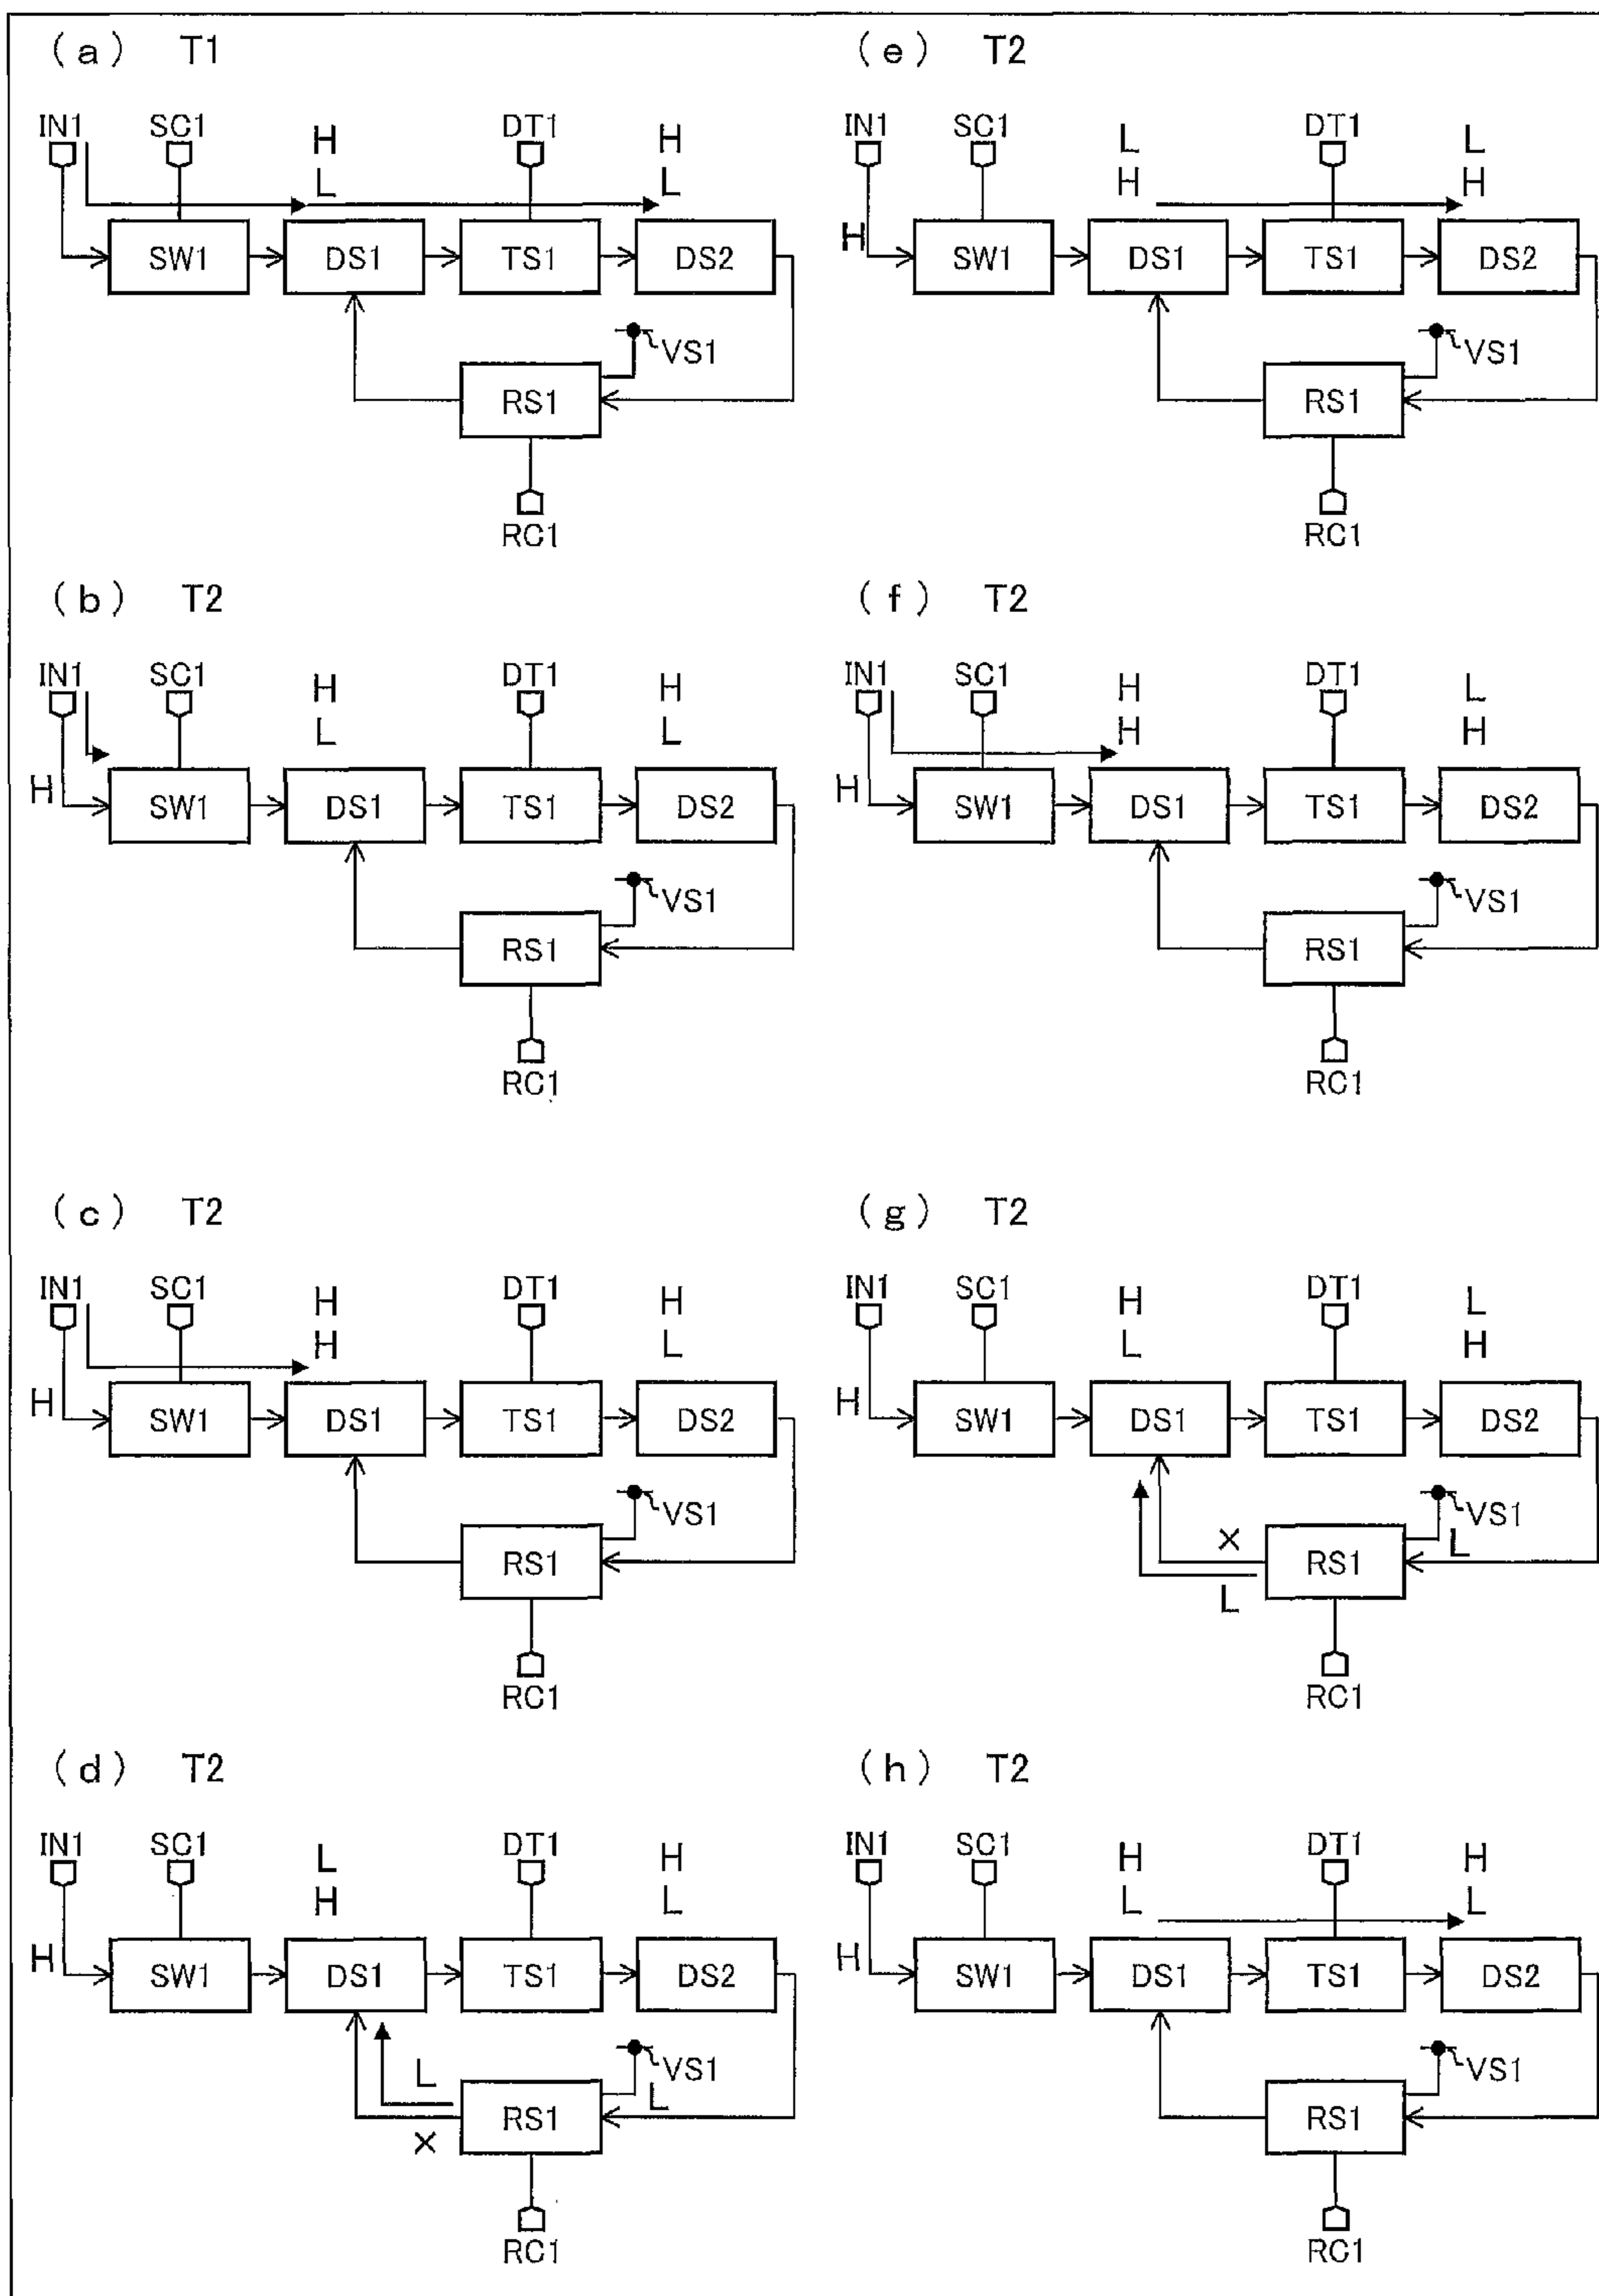 (a) T1
IN1 SC1 H DT1 H
L L
SW1 DS1 TS1 DS2
VS1
RS1
RC1
(b) T2
IN1 SC1 H DT1 H
L L
H SW1 DS1 TS1 DS2
VS1
RS1
RC1
(c) T2
IN1 SC1 H DT1 H
H L
H SW1 DS1 TS1 DS2
VS1
RS1
RC1
(d) T2
IN1 SC1 L DT1 H
H L
H SW1 DS1 TS1 DS2
VS1
L L
RS1
×
RC1
(e) T2
IN1 SC1 L DT1 L
H H
H SW1 DS1 TS1 DS2
VS1
RS1
RC1
(f) T2
IN1 SC1 H DT1 L
H H
H SW1 DS1 TS1 DS2
VS1
RS1
RC1
(g) T2
IN1 SC1 H DT1 L
L H
H SW1 DS1 TS1 DS2
VS1
× L
RS1
L
RC1
(h) T2
IN1 SC1 H DT1 H
L L
H SW1 DS1 TS1 DS2
VS1
RS1
RC1